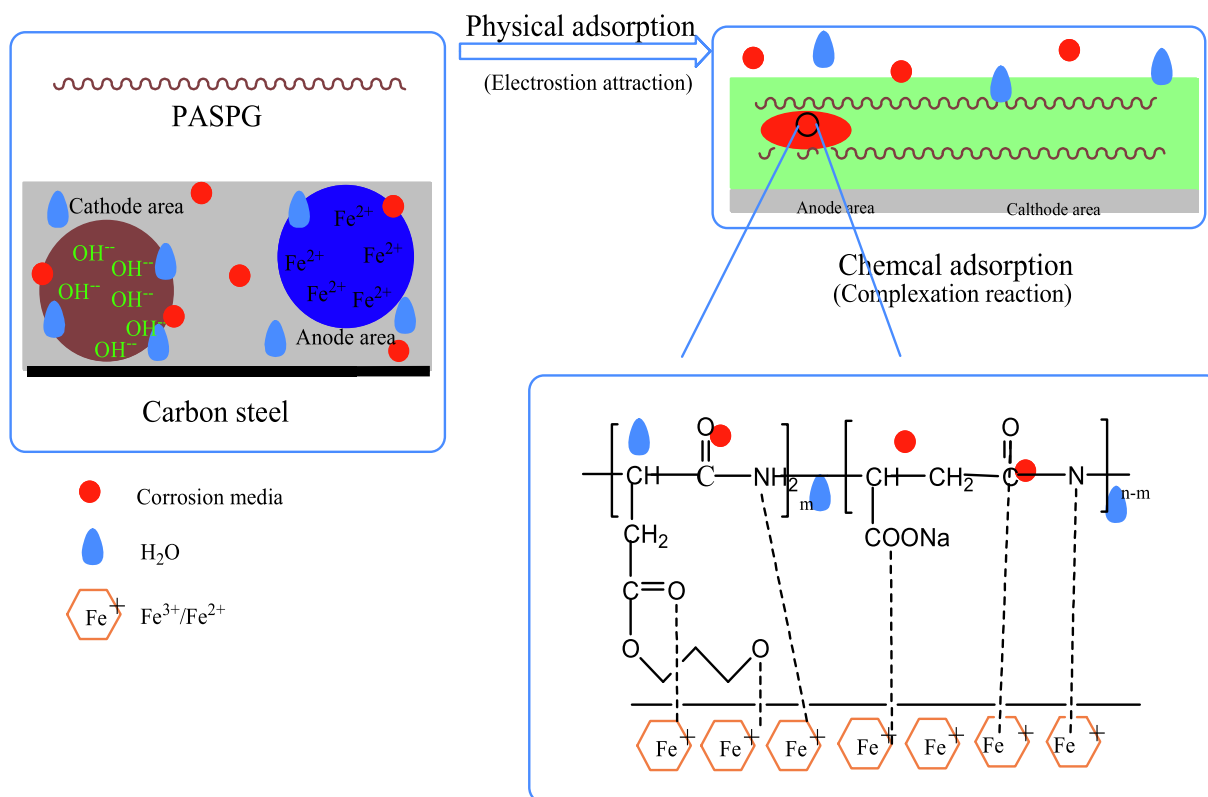 PASPG
Cathode area
OH--
OH--
OH--
OH--
OH--
OH--
Fe2+
Fe2+
Fe2+
Fe2+
Fe2+
Anode area
Carbon steel
Corrosion media
H2O
Fe+
Fe3+/Fe2+
Physical adsorption
(Electrostion attraction)
Anode area
Calthode area
Chemcal adsorption
(Complexation reaction)
O
O
CH
C
NH2
m
CH
CH2
C
N
n-m
CH2
COONa
C
O
O
O
Fe+
Fe+
Fe+
Fe+
Fe+
Fe+
Fe+